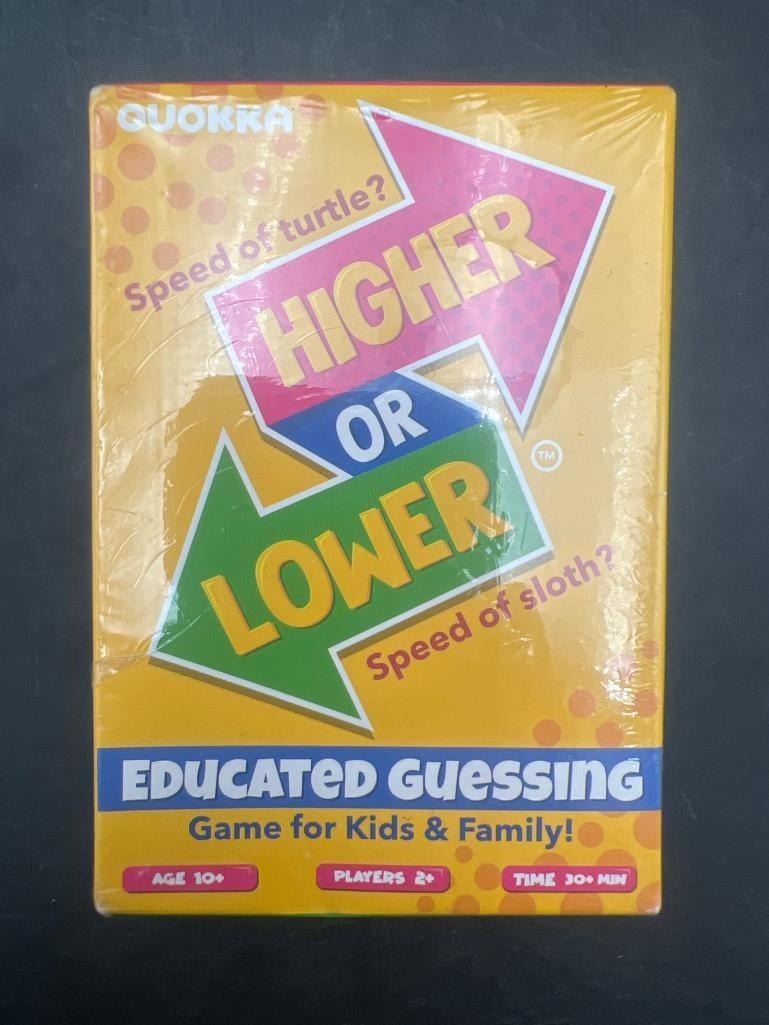 QUOKKA
Speed of turtle?
HIGHER
OR
LOWER
TM
Speed of sloth?
EDUCATED GUESSING
Game for Kids & Family!
AGE 10+
PLAYERS 2+
TIME 30+ MIN